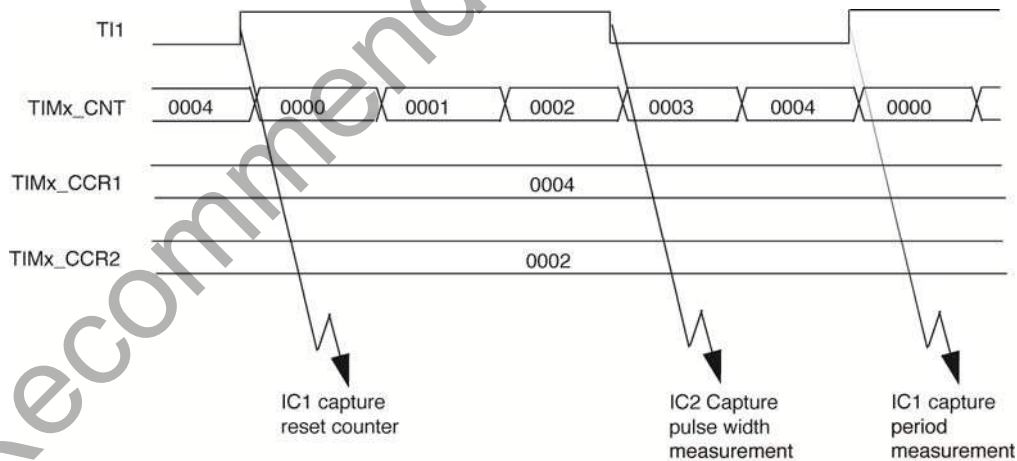 TI1
TIMx_CNT 0004 0000 0001 0002 0003 0004 0000
TIMx_CCR1 0004
TIMx_CCR2 0002
IC1 capture
reset counter
IC2 Capture
pulse width
measurement
IC1 capture
period
measurement
Recommend